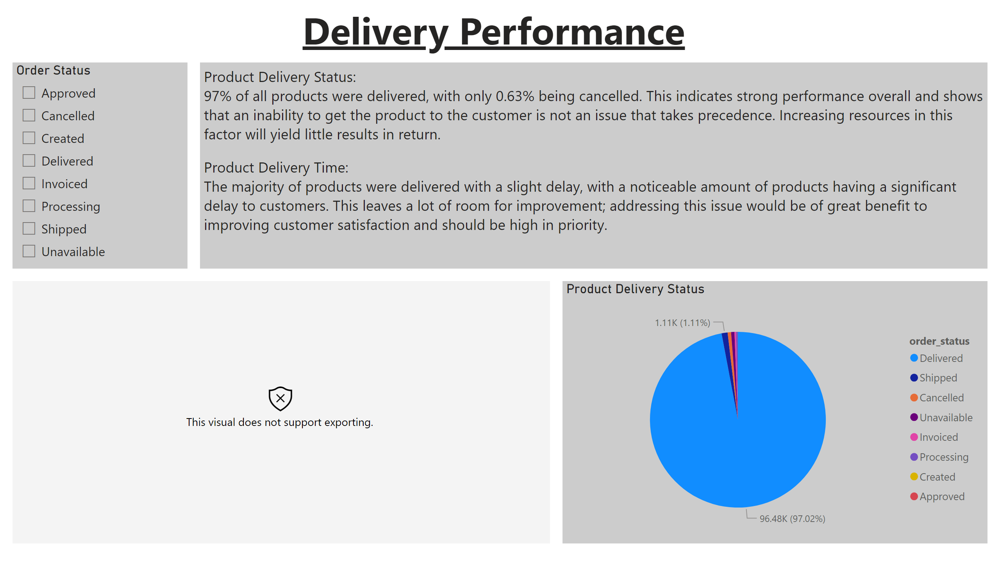 Delivery Performance
Order Status
Approved
Cancelled
Created
Delivered
Invoiced
Processing
Shipped
Unavailable
Product Delivery Status:
97% of all products were delivered, with only 0.63% being cancelled. This indicates strong performance overall and shows
that an inability to get the product to the customer is not an issue that takes precedence. Increasing resources in this
factor will yield little results in return.
Product Delivery Time:
The majority of products were delivered with a slight delay, with a noticeable amount of products having a significant
delay to customers. This leaves a lot of room for improvement; addressing this issue would be of great benefit to
improving customer satisfaction and should be high in priority.
This visual does not support exporting.
Product Delivery Status
1.11K (1.11%)
96.48K (97.02%)
order_status
Delivered
Shipped
Cancelled
Unavailable
Invoiced
Processing
Created
Approved